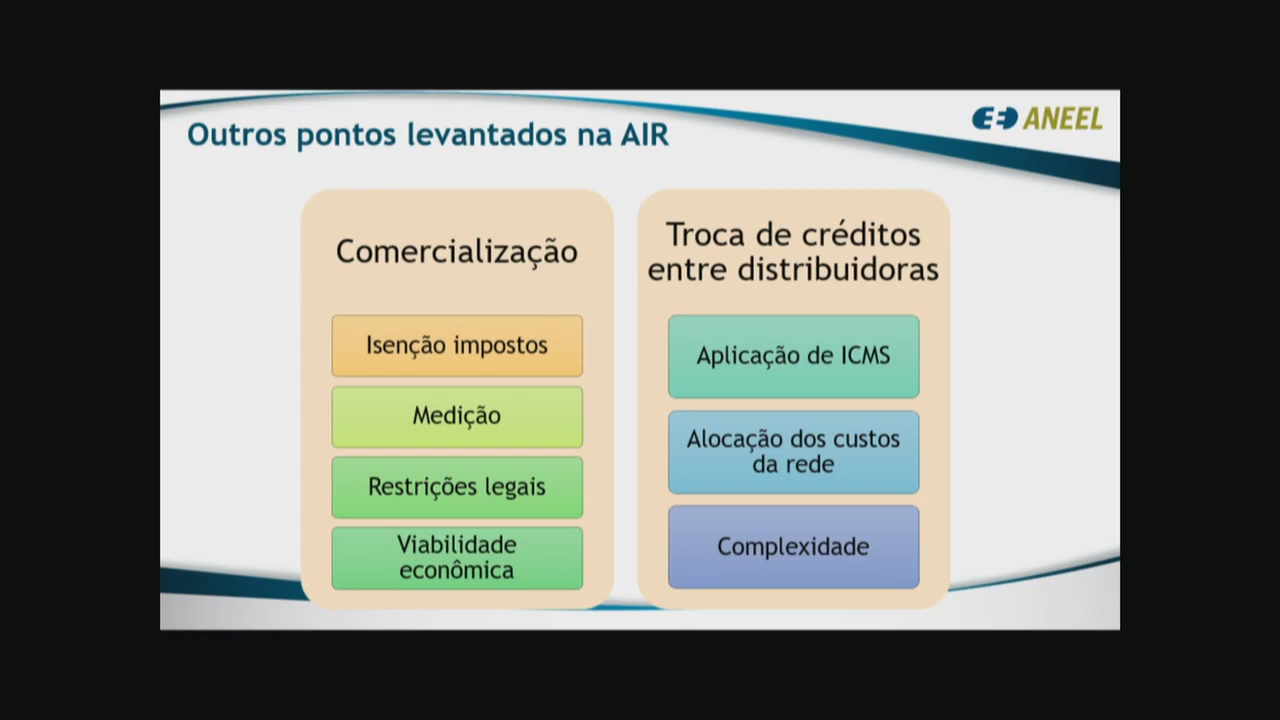 Outros pontos levantados na AIR
ANEEL
Comercialização
Isenção impostos
Medição
Restrições legais
Viabilidade
econômica
Troca de créditos
entre distribuidoras
Aplicação de ICMS
Alocação dos custos
da rede
Complexidade